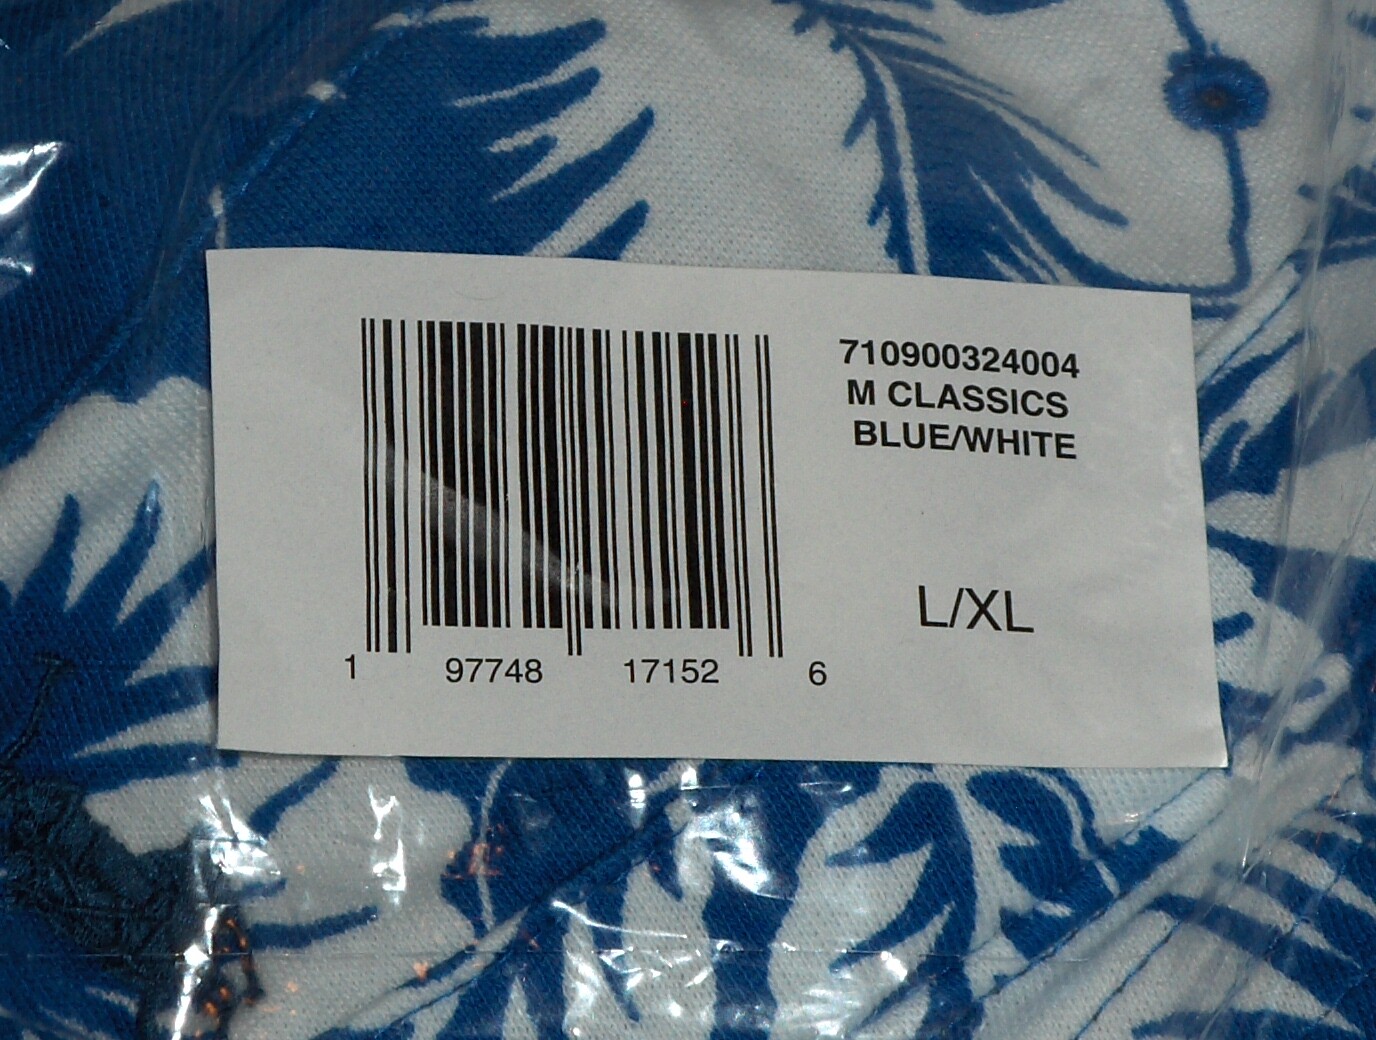 710900324004
M CLASSICS
BLUE/WHITE
L/XL
1 97748 17152 6